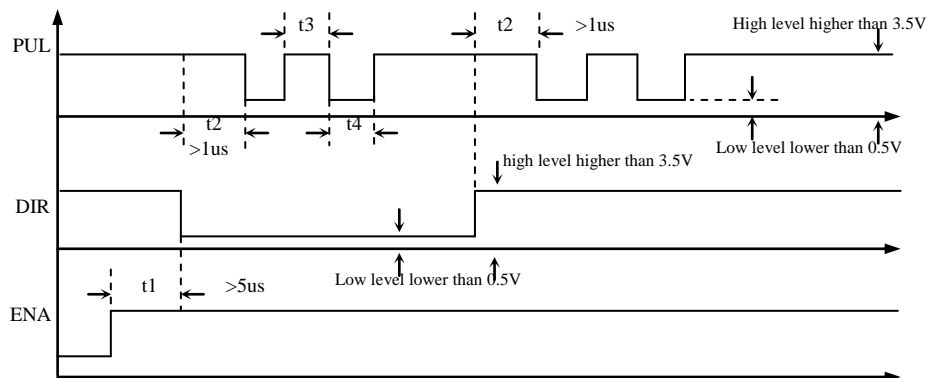 High level higher than 3.5V
PUL
t3
t2
>1us
t2
>1us
t4
Low level lower than 0.5V
high level higher than 3.5V
DIR
Low level lower than 0.5V
t1
>5us
ENA